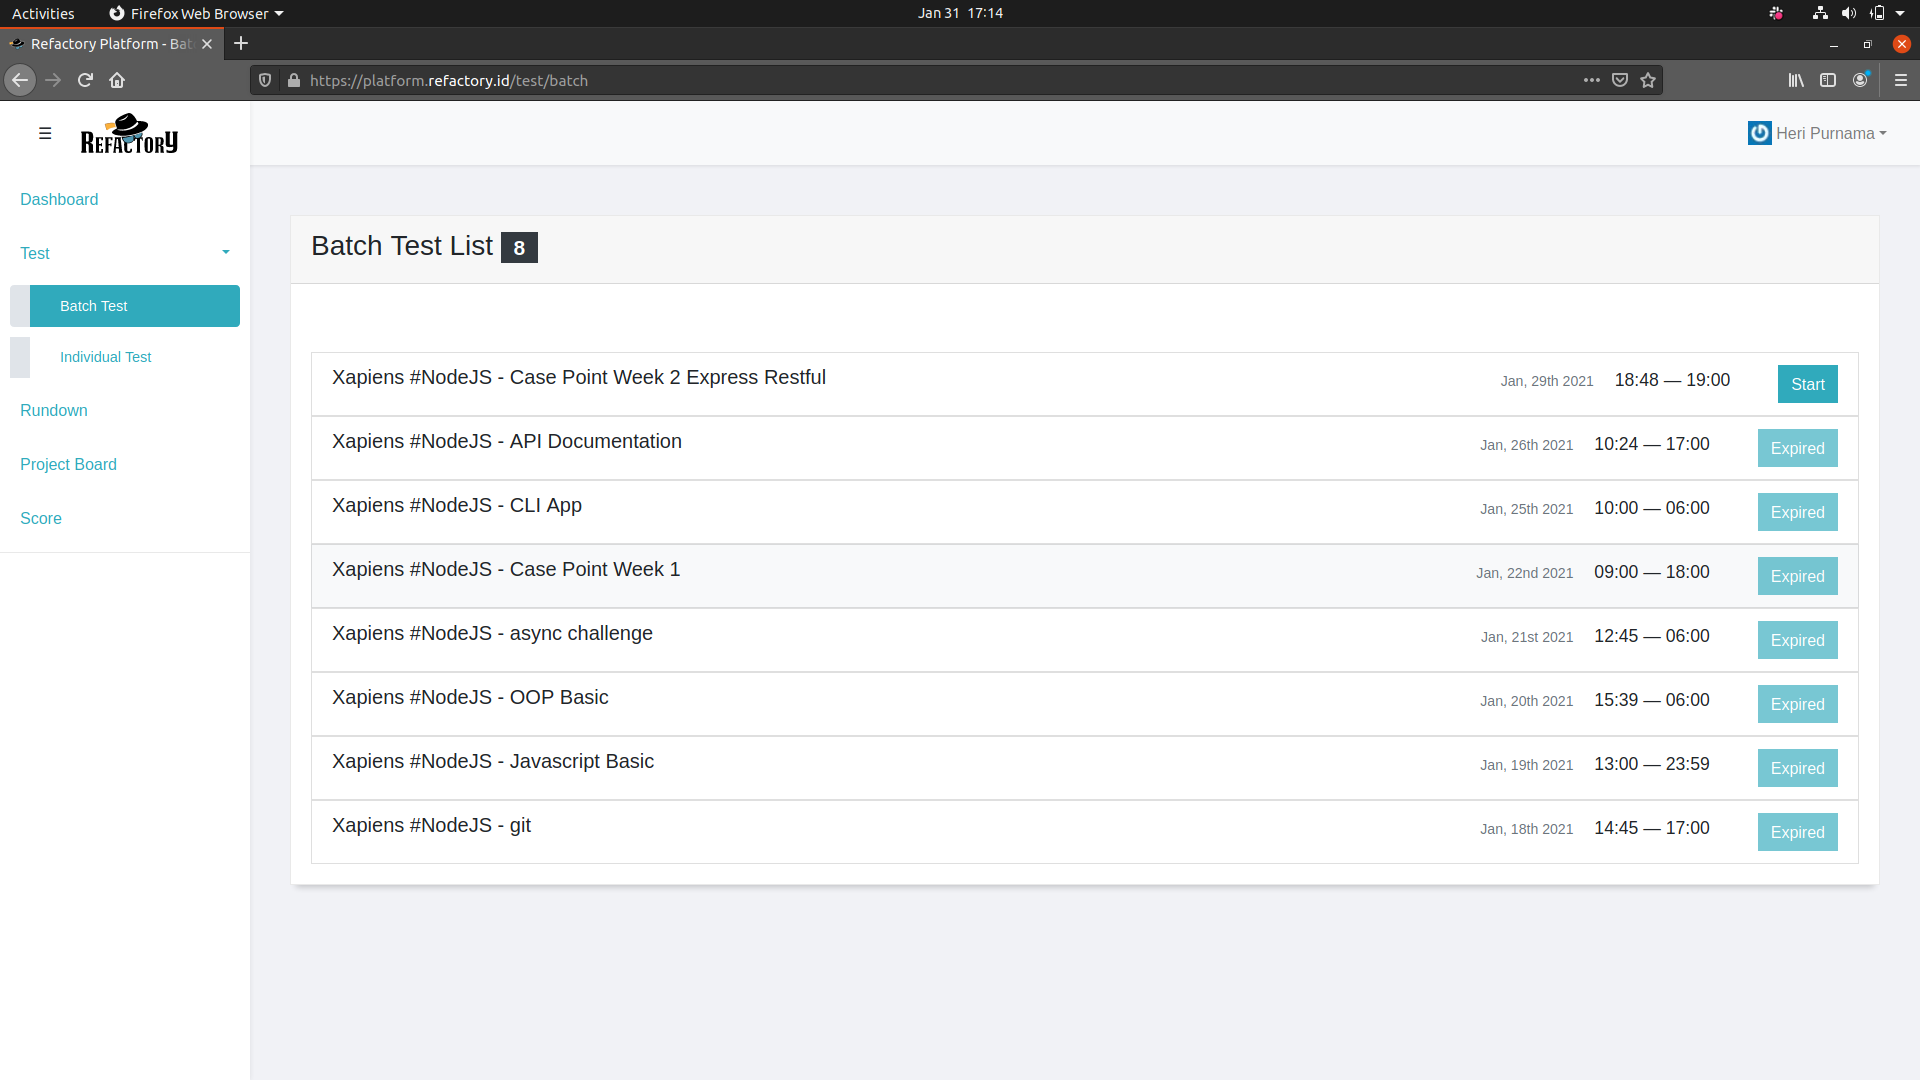 Activities
Firefox Web Browser
Jan 31 17:14
Refactory Platform - Bat
https://platform.refactory.id/test/batch
REFACTORY
Heri Purnama
Dashboard
Test
Batch Test
Individual Test
Rundown
Project Board
Score
Batch Test List 8
Xapiens #NodeJS - Case Point Week 2 Express Restful Jan, 29th 2021 18:48 — 19:00 Start
Xapiens #NodeJS - API Documentation Jan, 26th 2021 10:24 — 17:00 Expired
Xapiens #NodeJS - CLI App Jan, 25th 2021 10:00 — 06:00 Expired
Xapiens #NodeJS - Case Point Week 1 Jan, 22nd 2021 09:00 — 18:00 Expired
Xapiens #NodeJS - async challenge Jan, 21st 2021 12:45 — 06:00 Expired
Xapiens #NodeJS - OOP Basic Jan, 20th 2021 15:39 — 06:00 Expired
Xapiens #NodeJS - Javascript Basic Jan, 19th 2021 13:00 — 23:59 Expired
Xapiens #NodeJS - git Jan, 18th 2021 14:45 — 17:00 Expired